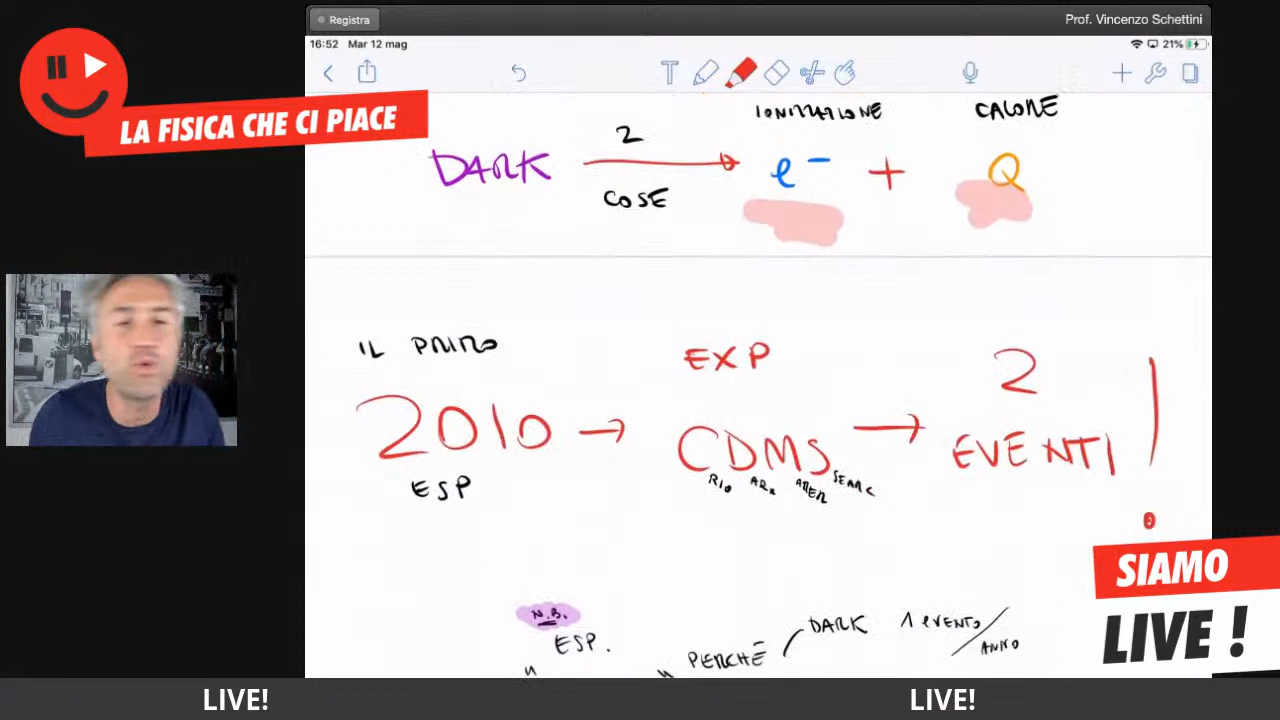 Registra
Prof. Vincenzo Schettini
16:52 Mar 12 mag
21%
LA FISICA CHE CI PIACE
IONIZZAZIONE
CALORE
DARK
2
COSE
e⁻ + Q
IL PRIMO
EXP
2
2010 → CDMS → EVENTI !
ESP
N.B.
ESP.
PERCHÉ
DARK 1 EVENTO/
ANNO
SIAMO
LIVE !
LIVE!
LIVE!